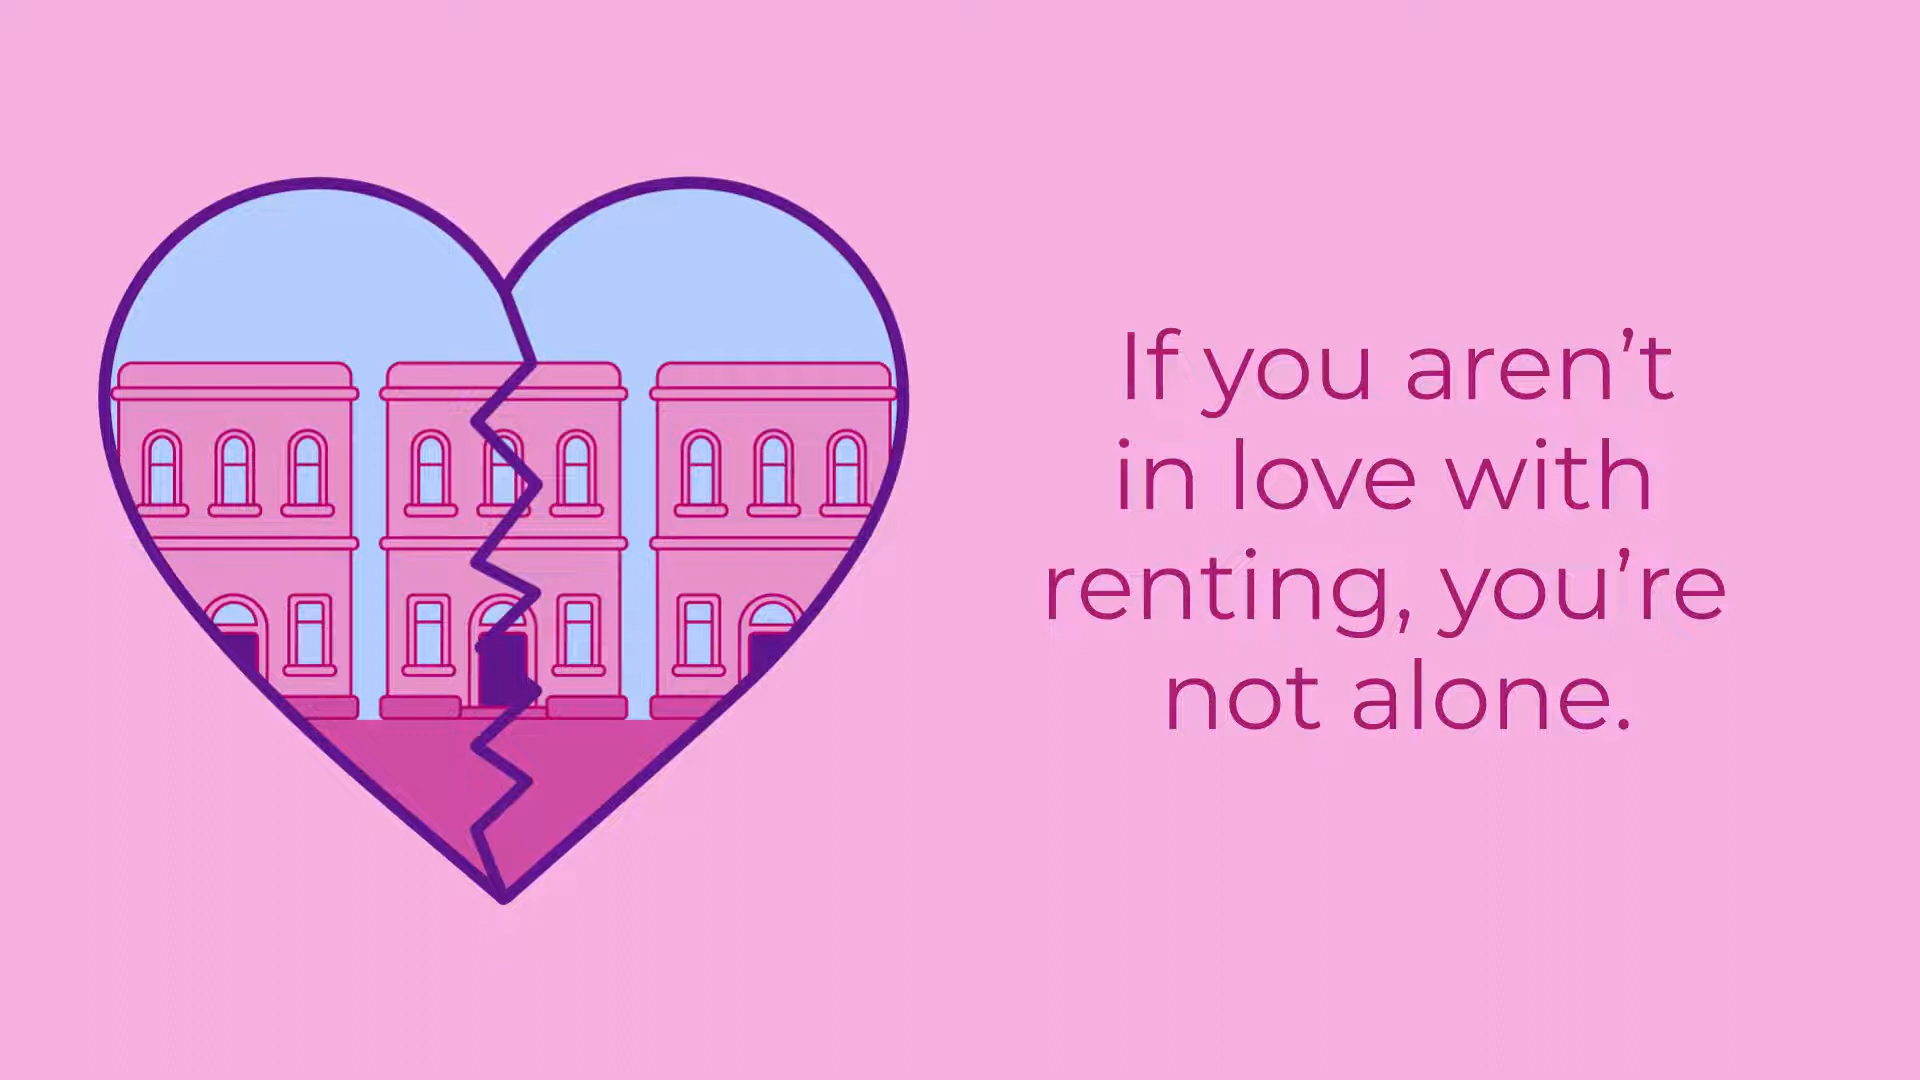 If you aren’t
in love with
renting, you’re
not alone.